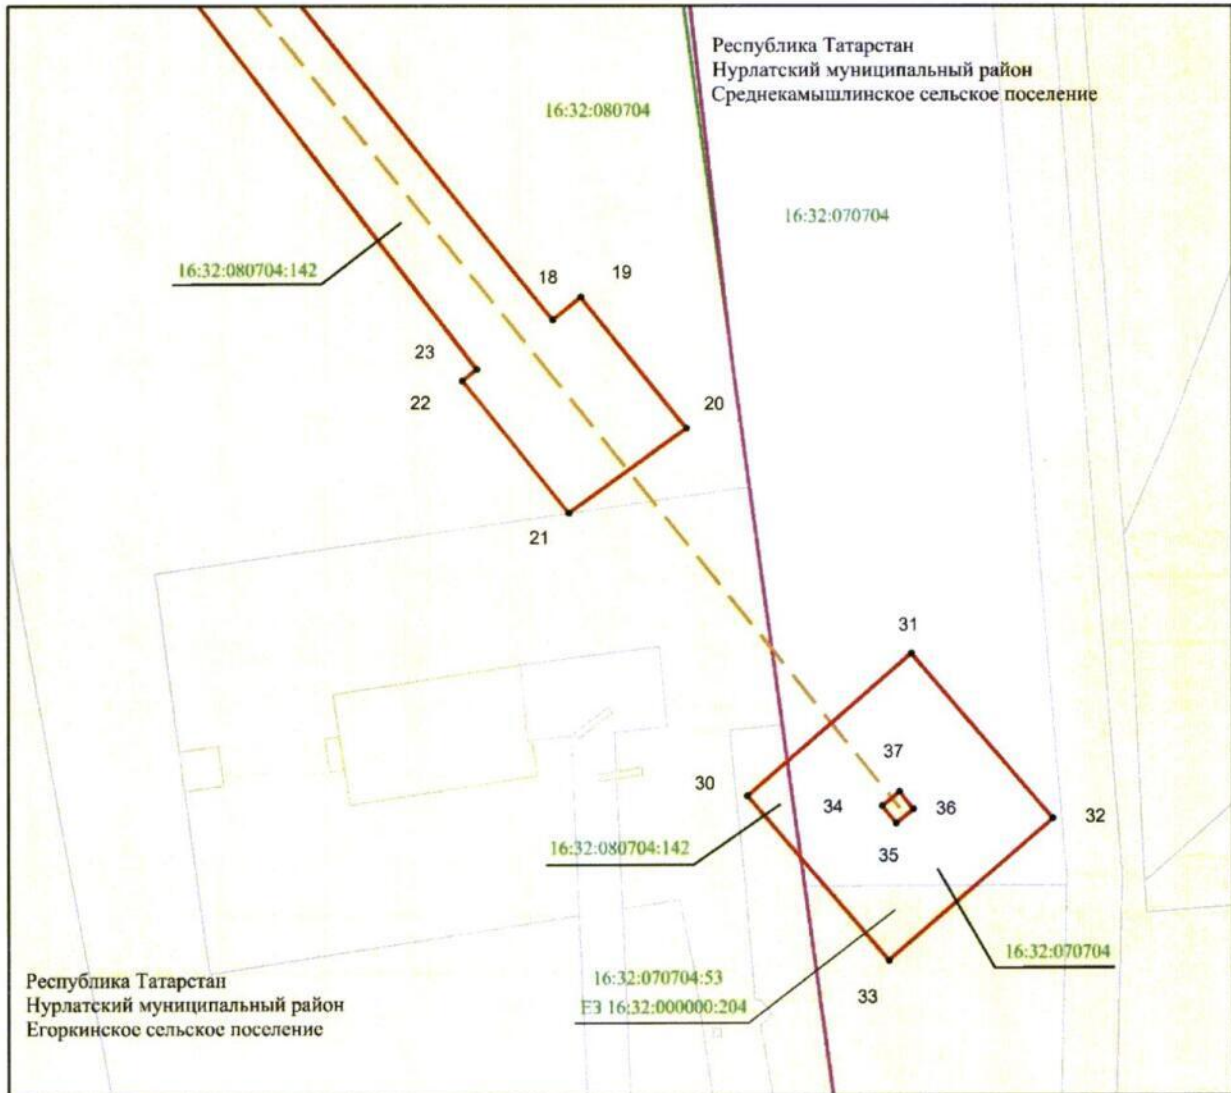 Республика Татарстан
Нурлатский муниципальный район
Среднекамышлинское сельское поселение
16:32:080704
16:32:070704
16:32:080704:142
18
19
23
22
20
21
31
37
30
34
36
32
35
16:32:080704:142
16:32:070704
33
16:32:070704:53
ЕЗ 16:32:000000:204
Республика Татарстан
Нурлатский муниципальный район
Егоркинское сельское поселение